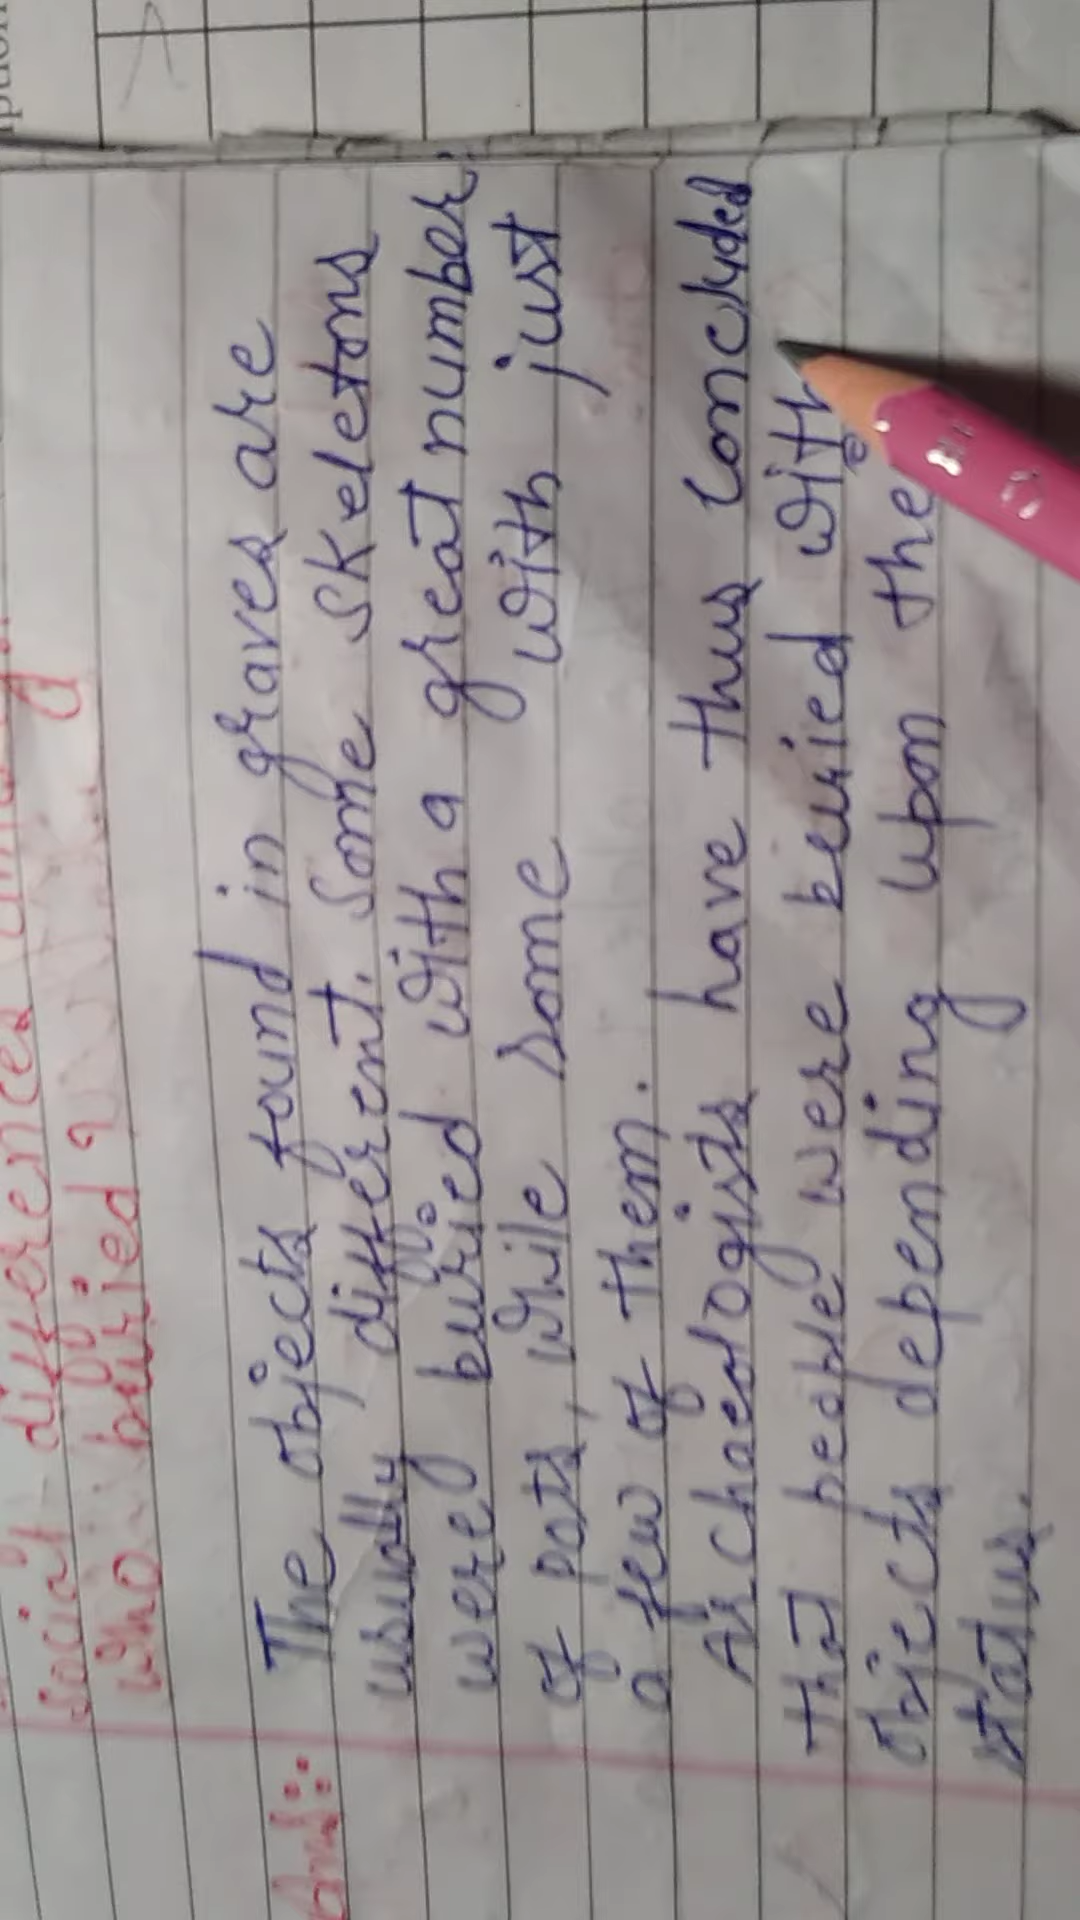 social differences
who buried
Ans:-
The objects found in graves are
usually different. Some skeletons
were buried with a great number
of pots, while some with just
a few of them.
Archaeologists have thus concluded
that people were buried with
objects depending upon the
status.